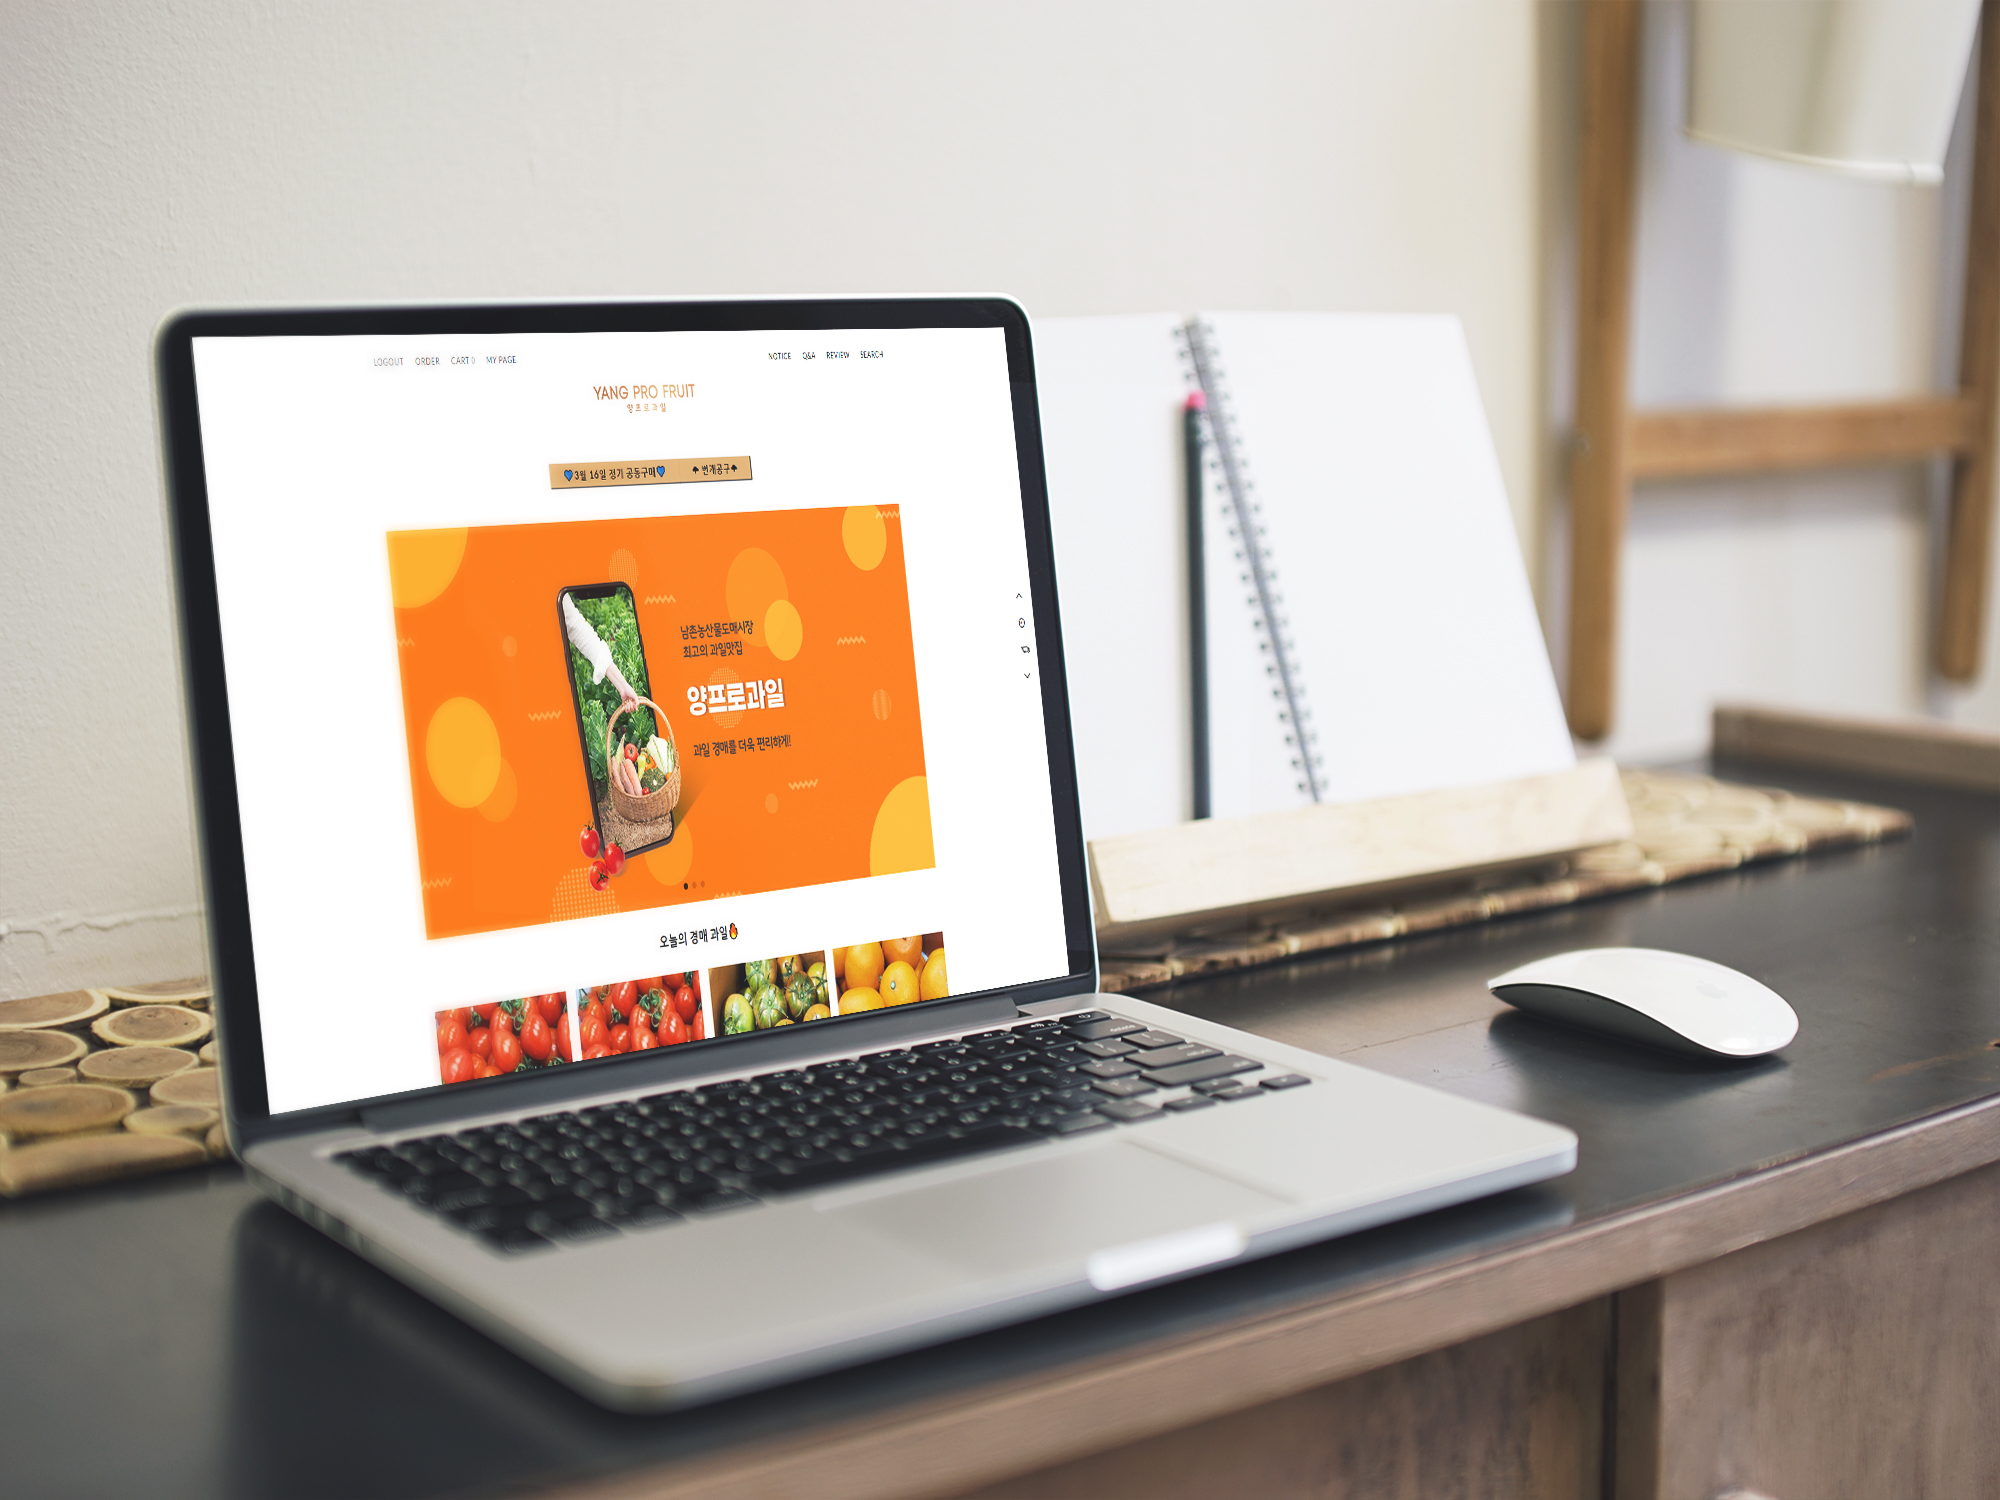 LOGOUT ORDER CART 0 MY PAGE
NOTICE Q&A REVIEW SEARCH
YANG PRO FRUIT
양프로과일
💙3월 16일 정기 공동구매💙 🌩번개공구🌩
남촌농산물도매시장
최고의 과일맛집
양프로과일
과일 경매를 더욱 편리하게!!
오늘의 경매 과일🔥